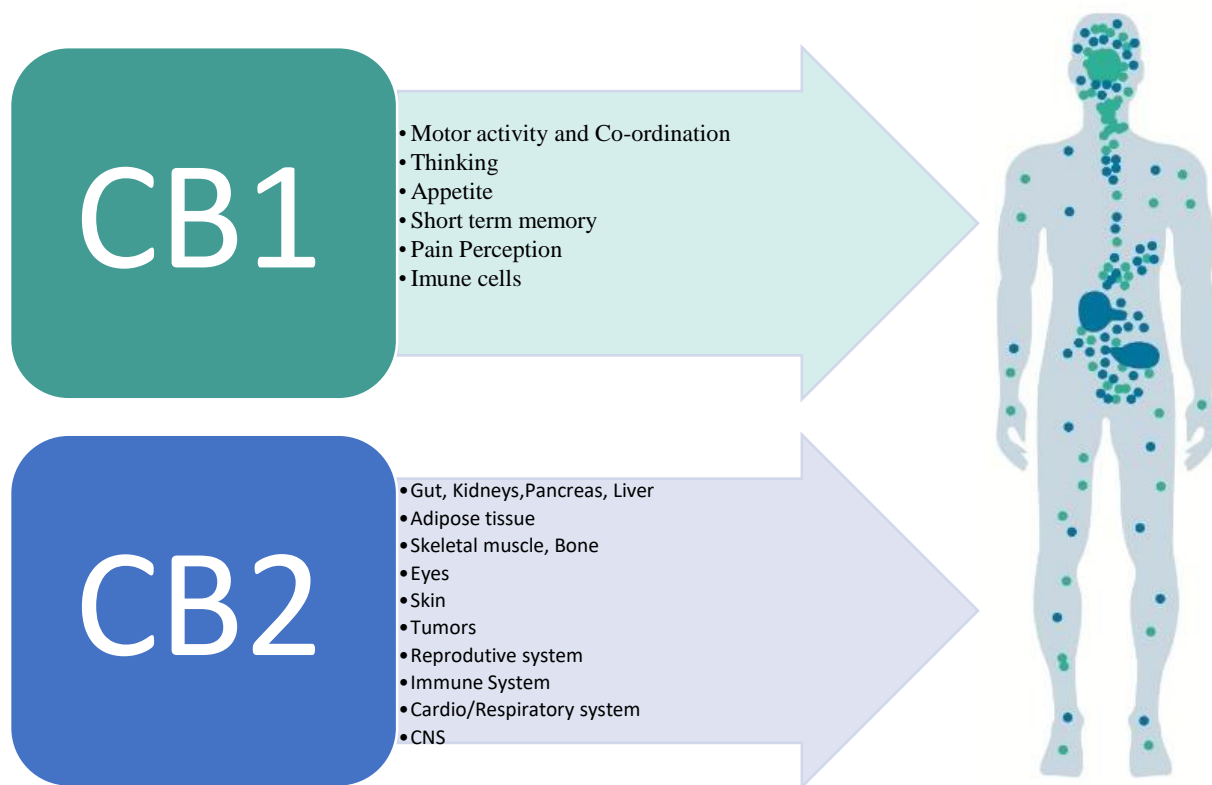 CB1
• Motor activity and Co-ordination
• Thinking
• Appetite
• Short term memory
• Pain Perception
• Imune cells
CB2
• Gut, Kidneys,Pancreas, Liver
• Adipose tissue
• Skeletal muscle, Bone
• Eyes
• Skin
• Tumors
• Reprodutive system
• Immune System
• Cardio/Respiratory system
• CNS